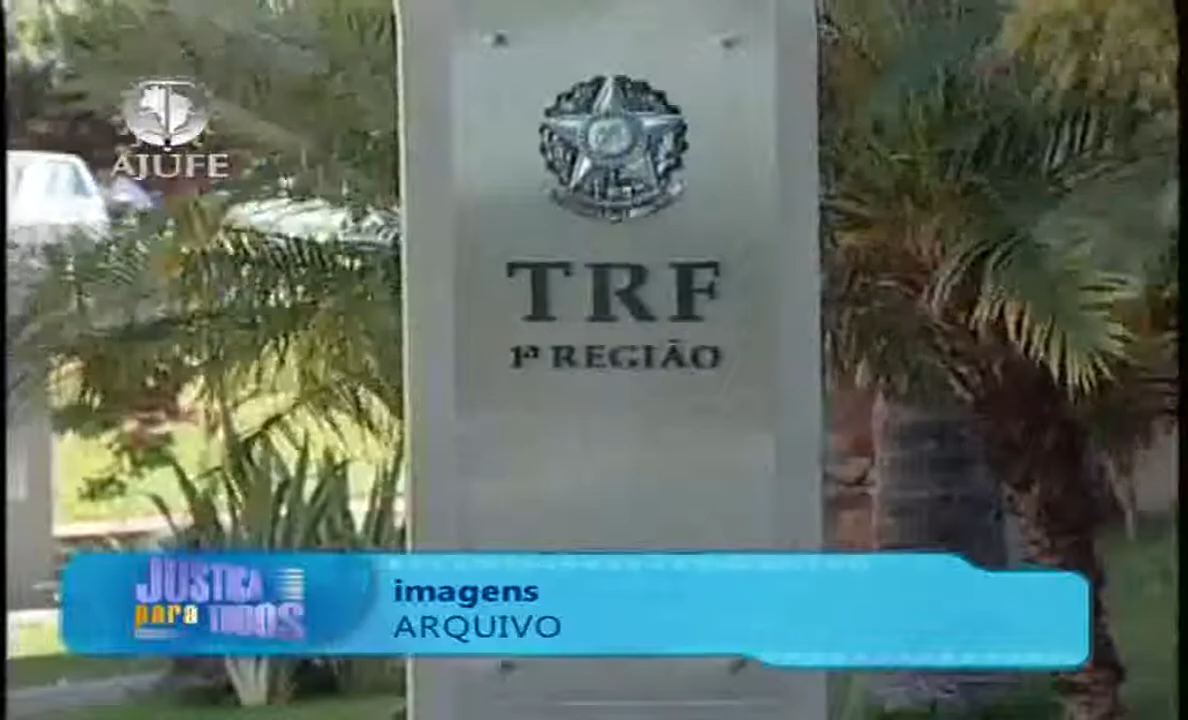 AJUFE
TRF
1ª REGIÃO
JUSTIÇA
para TODOS
imagens
ARQUIVO